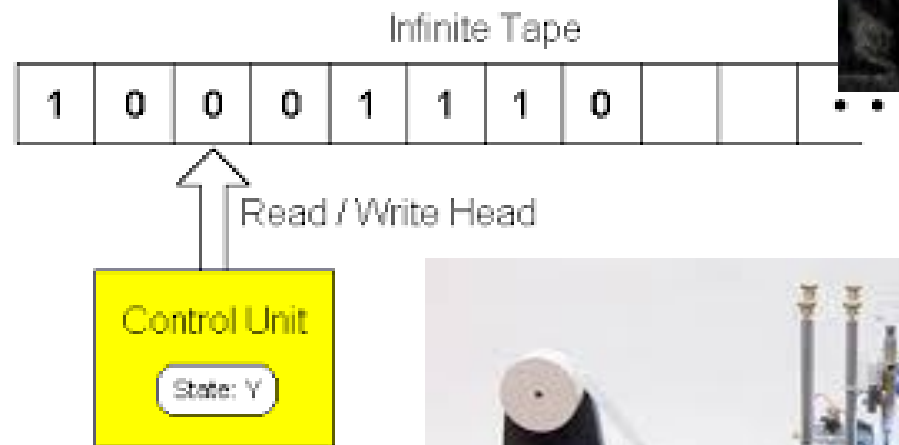 Infinite Tape
1 0 0 0 1 1 1 0 ..
Read / Write Head
Control Unit
State: Y